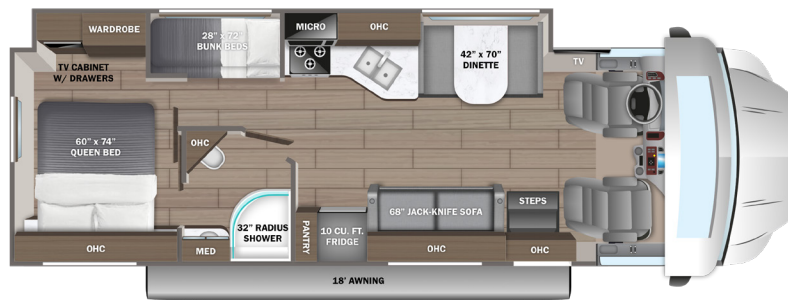 WARDROBE
28" x 72'
BUNK BEDS
MICRO
OHC
42" x 70"
DINETTE
TV
TV CABINET
W/ DRAWERS
60" x 74"
QUEEN BED
OHC
32" RADIUS
SHOWER
68" JACK-KNIFE SOFA
STEPS
PANTRY
10 CU. FT.
FRIDGE
OHC
MED
OHC
OHC
18' AWNING